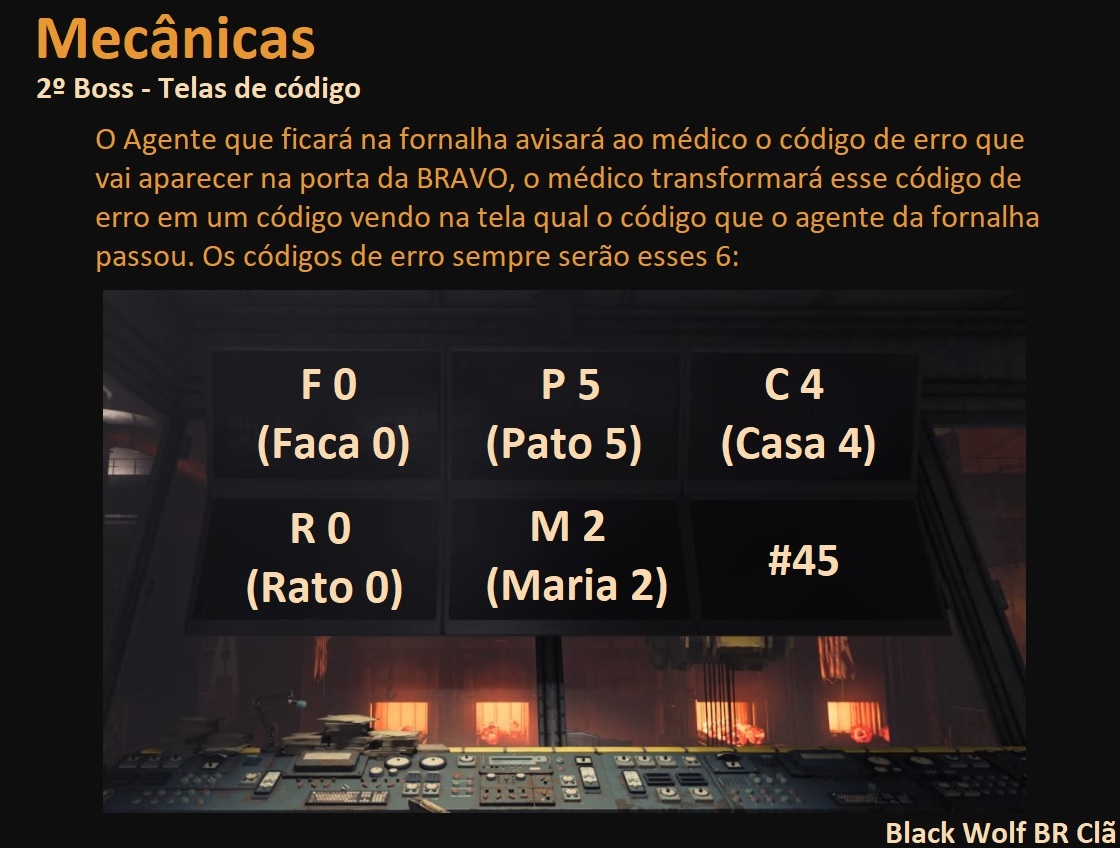 Mecânicas
2º Boss - Telas de código
O Agente que ficará na fornalha avisará ao médico o código de erro que
vai aparecer na porta da BRAVO, o médico transformará esse código de
erro em um código vendo na tela qual o código que o agente da fornalha
passou. Os códigos de erro sempre serão esses 6:
F 0
(Faca 0)
P 5
(Pato 5)
C 4
(Casa 4)
R 0
(Rato 0)
M 2
(Maria 2)
#45
Black Wolf BR Clã